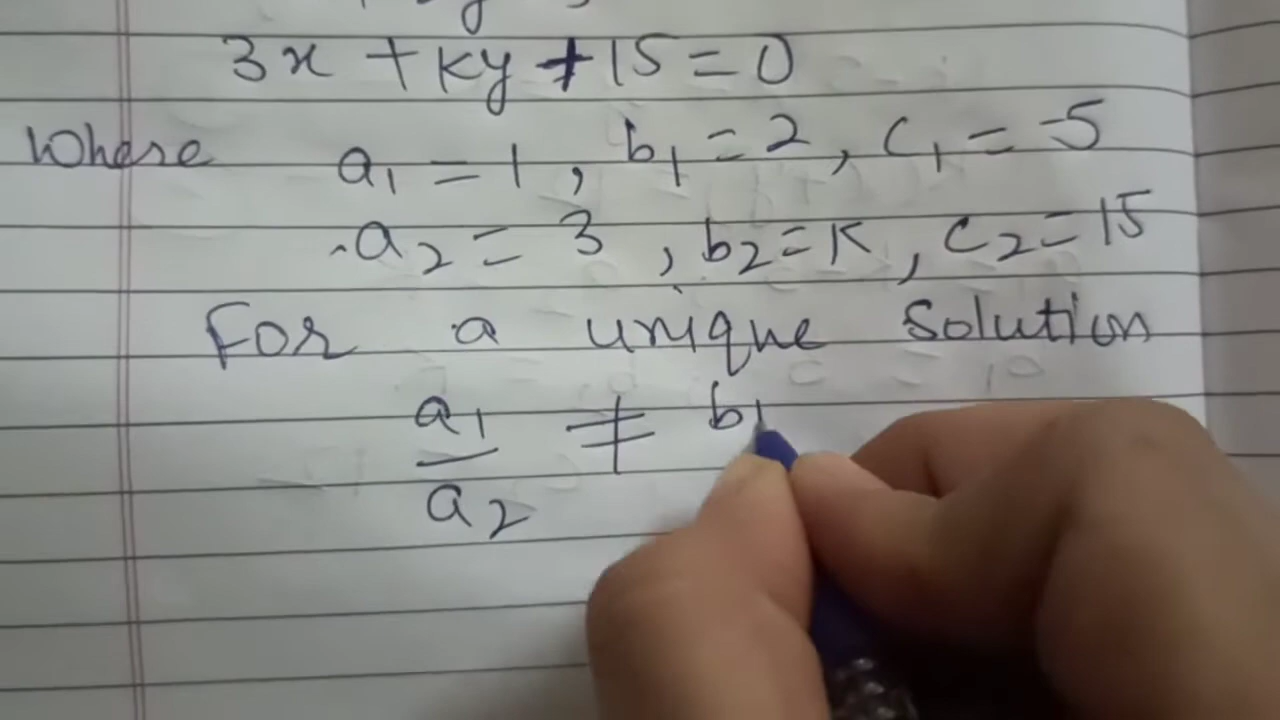 3x + ky + 15 = 0
Where a₁ = 1, b₁ = 2, c₁ = -5
a₂ = 3, b₂ = K, c₂ = 15
For a unique solution
a₁/a₂ ≠ b₁